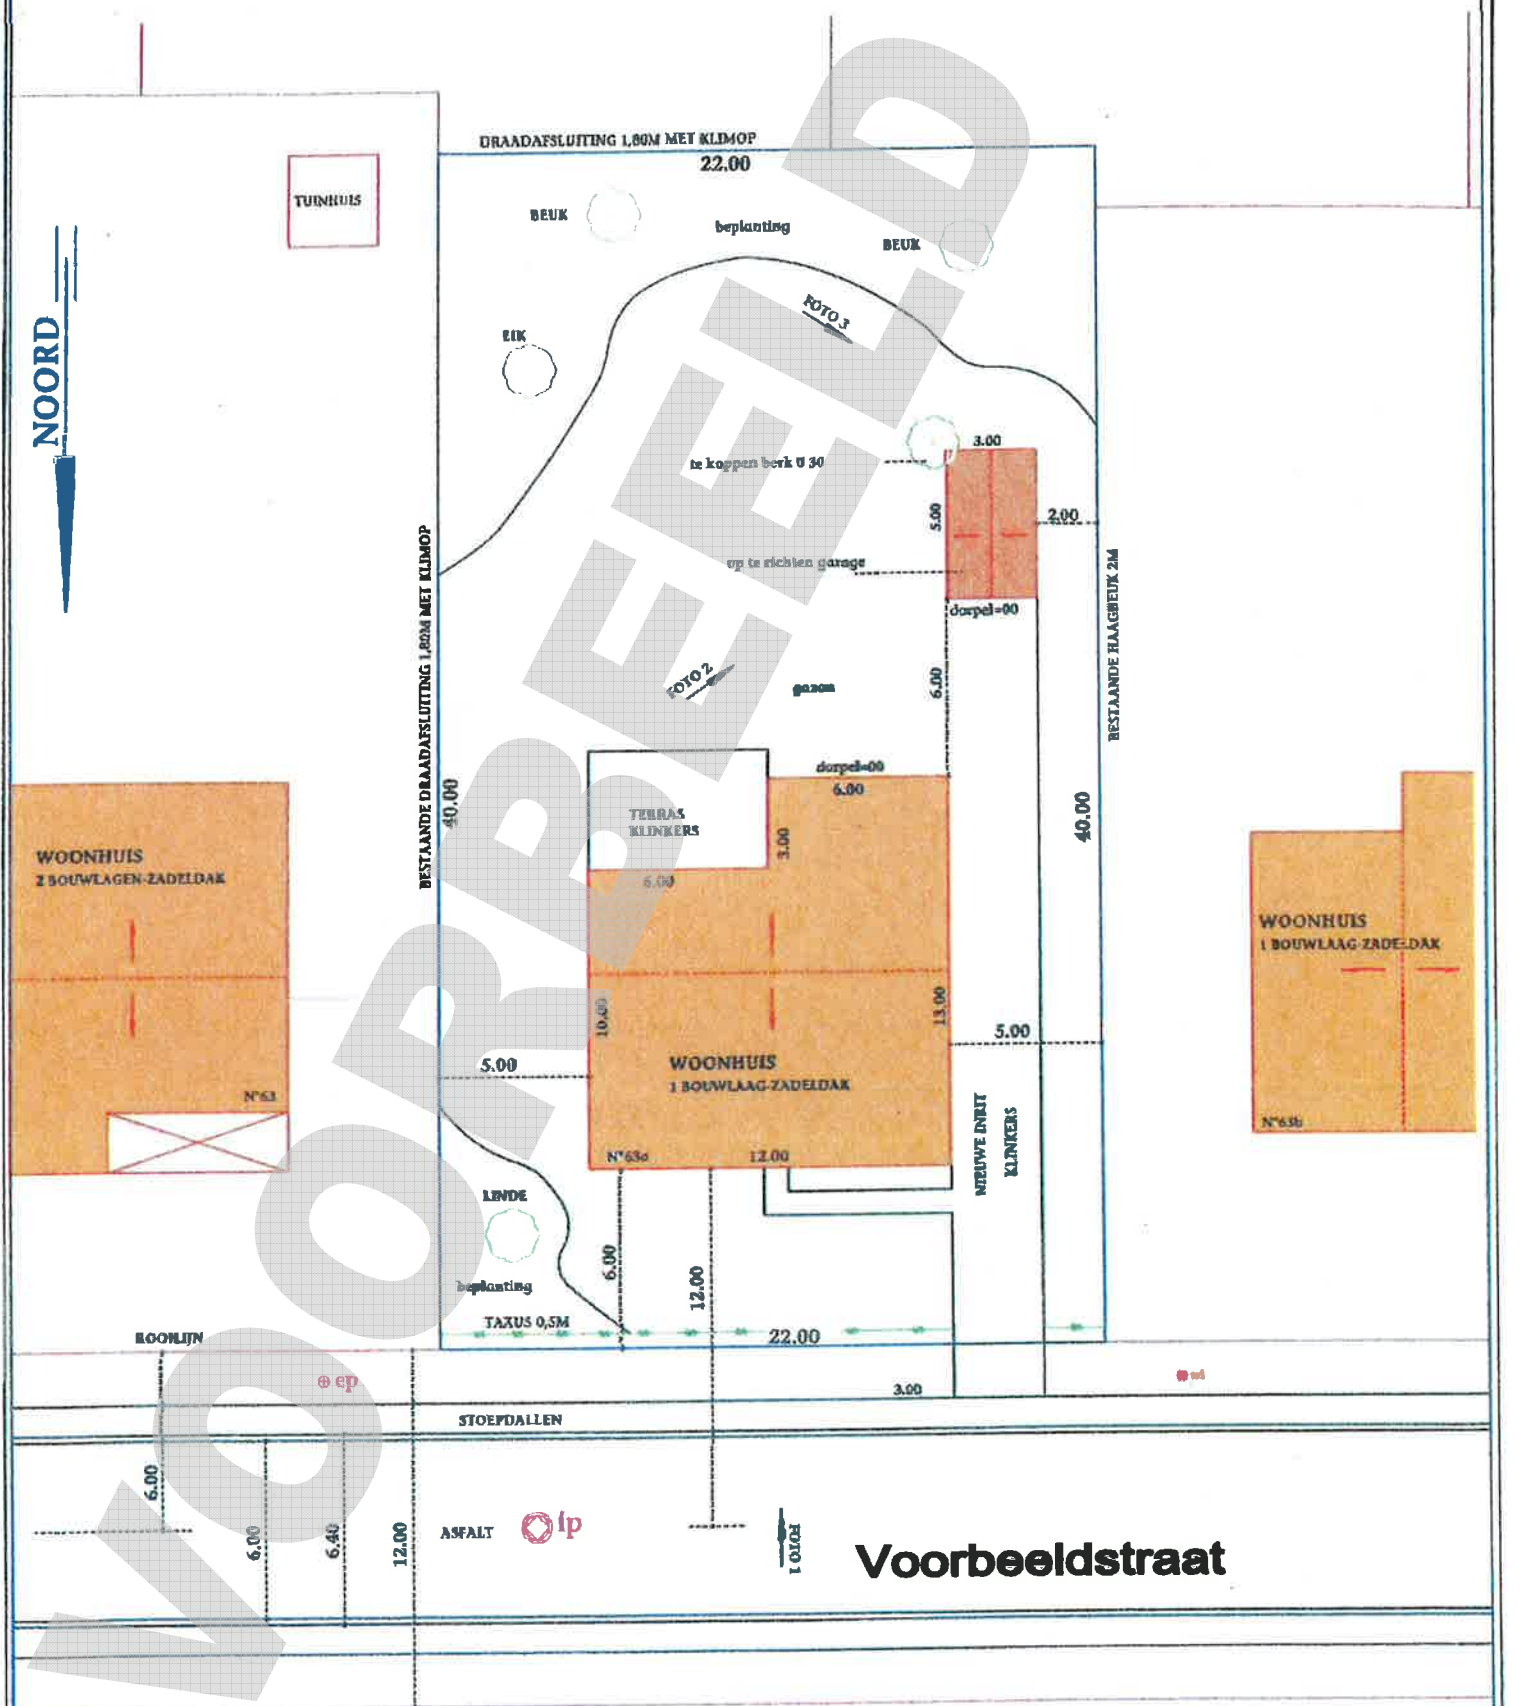 DRAADAFSLUITING 1,80M MET KLIMOP
22.00
TUINHUIS
BEUK
beplanting
BEUK
NOORD
FOTO 3
EIK
3.00
te koppen berk 0 30
5.00
2.00
op te richten garage
dorpel=00
BESTAANDE DRAADAFSLUITING 1,80M MET KLIMOP
BESTAANDE HAAGBEUK 2M
FOTO 2
gazon
6.00
dorpel=00
6.00
40.00
TERRAS
KLINKERS
3.00
40.00
WOONHUIS
2 BOUWLAGEN-ZADELDAK
6.00
WOONHUIS
1 BOUWLAAG-ZADELDAK
10.00
13.00
5.00
5.00
WOONHUIS
1 BOUWLAAG-ZADELDAK
N°63
N°63a
12.00
NIEUWE INRIT
KLINKERS
N°63b
LINDE
6.00
12.00
beplanting
TAXUS 0,5M
22.00
ROOILIJN
ep
3.00
STOEPDALLEN
6.00
6.00
6.40
12.00
ASFALT
lp
FOTO 1
Voorbeeldstraat
VOORBEELD